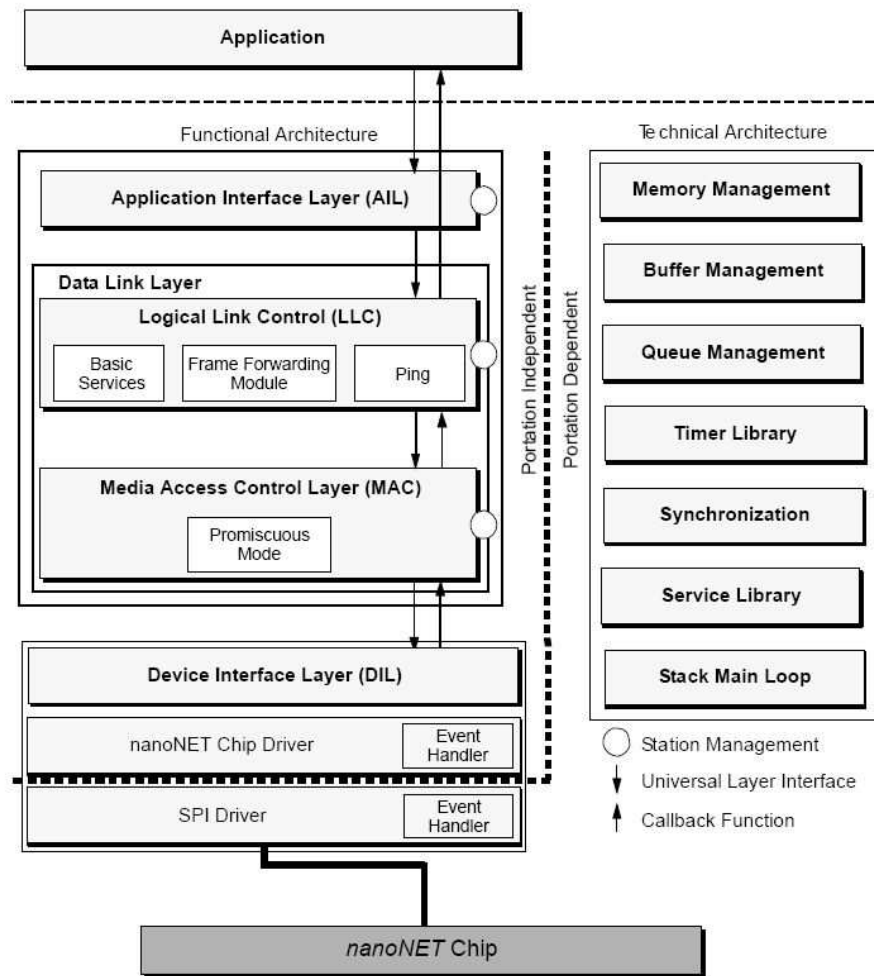 Application
Functional Architecture
Technical Architecture
Application Interface Layer (AIL)
Data Link Layer
Logical Link Control (LLC)
Basic
Services
Frame Forwarding
Module
Ping
Media Access Control Layer (MAC)
Promiscuous
Mode
Device Interface Layer (DIL)
nanoNET Chip Driver
Event
Handler
SPI Driver
Event
Handler
nanoNET Chip
Portation Independent
Portation Dependent
Memory Management
Buffer Management
Queue Management
Timer Library
Synchronization
Service Library
Stack Main Loop
Station Management
Universal Layer Interface
Callback Function